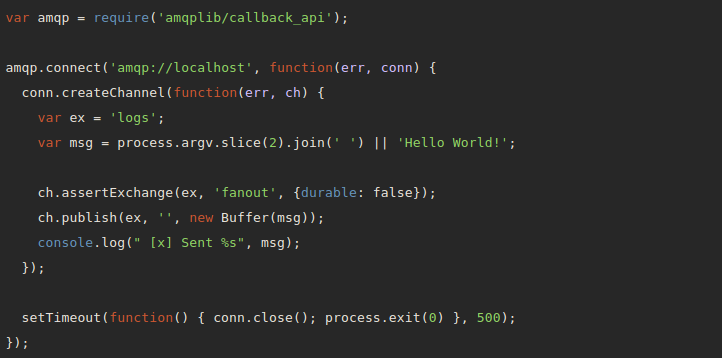 var amqp = require('amqplib/callback_api');

amqp.connect('amqp://localhost', function(err, conn) {
  conn.createChannel(function(err, ch) {
    var ex = 'logs';
    var msg = process.argv.slice(2).join(' ') || 'Hello World!';

    ch.assertExchange(ex, 'fanout', {durable: false});
    ch.publish(ex, '', new Buffer(msg));
    console.log(" [x] Sent %s", msg);
  });

  setTimeout(function() { conn.close(); process.exit(0) }, 500);
});